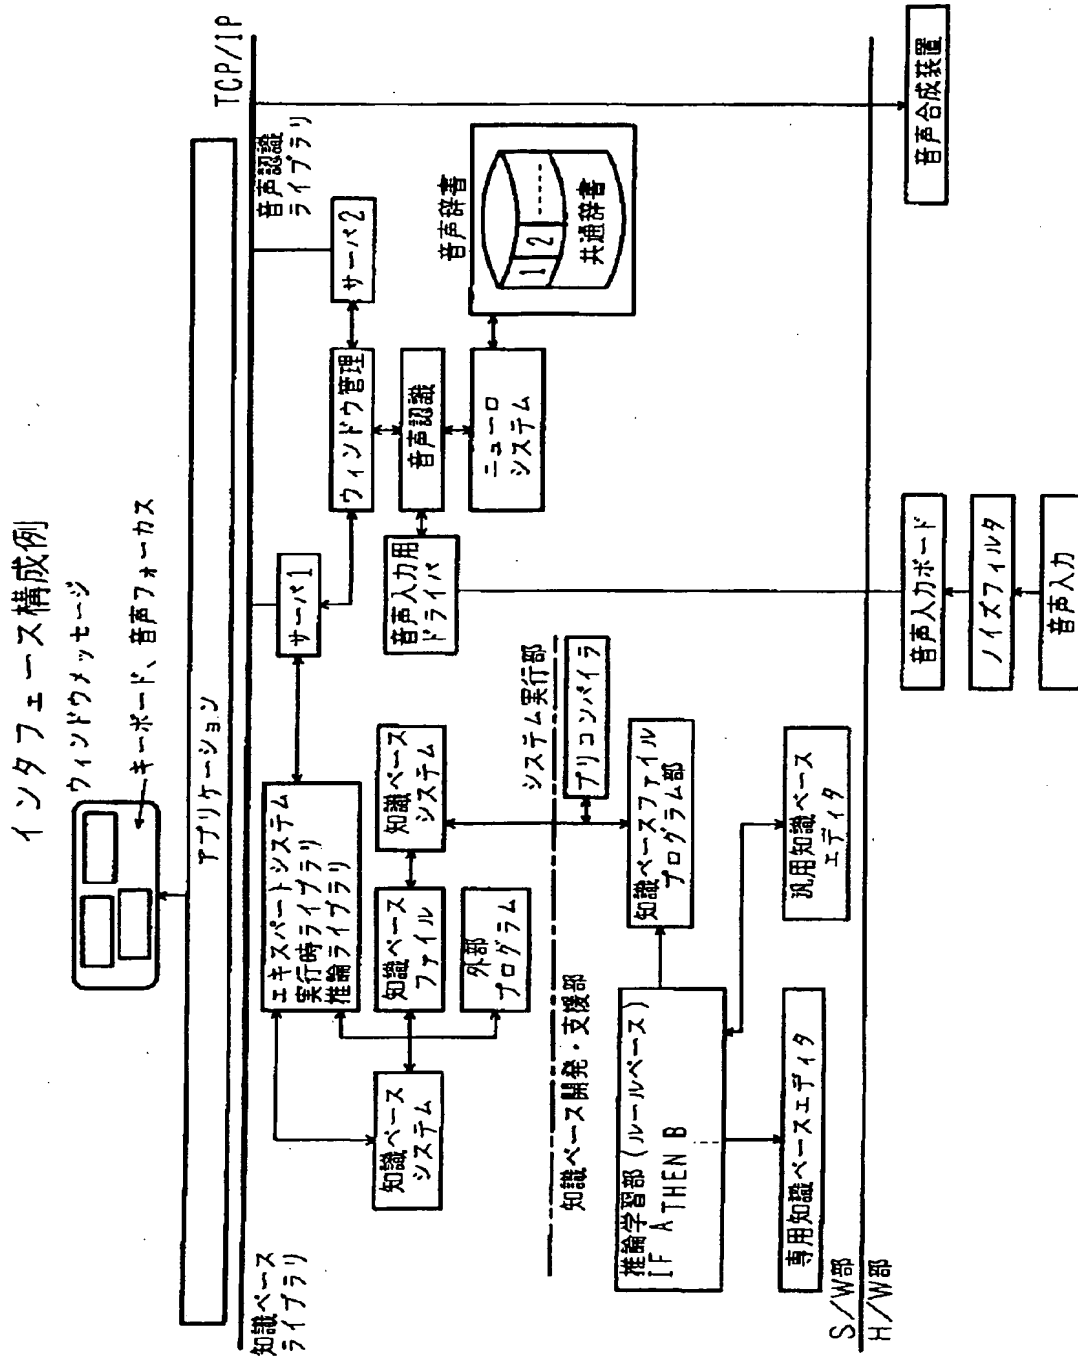 インタフェース構成例
ウィンドウメッセージ
キーボード、音声フォーカス
アプリケーション
TCP/IP
知識ベース
ライブラリ
音声認識
ライブラリ
エキスパートシステム
実行時ライブラリ
推論ライブラリ
サーバ1
サーバ2
ウィンドウ管理
知識ベース
システム
知識ベース
ファイル
知識ベース
システム
外部
プログラム
音声入力用
ドライバ
音声認識
ニューロ
システム
音声辞書
1
2
共通辞書
システム実行部
知識ベース開発・支援部
プリコンパイラ
推論学習部(ルールベース)
IF A THEN B
知識ベースファイル
プログラム部
専用知識ベースエディタ
汎用知識ベース
エディタ
S/W部
H/W部
音声入力ボード
ノイズフィルタ
音声入力
音声合成装置